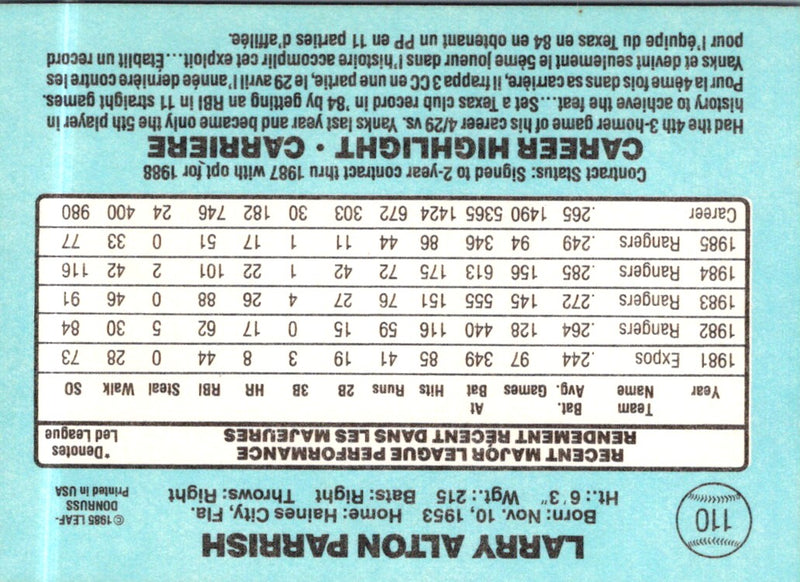 110
LARRY ALTON PARRISH
Born: Nov. 10, 1953 Home: Haines City, Fla.
Ht.: 6'3" Wgt.: 215 Bats: Right Throws: Right
©1985 LEAF-
DONRUSS
Printed in USA
RECENT MAJOR LEAGUE PERFORMANCE
RENDEMENT RÉCENT DANS LES MAJEURES
*Denotes
Led League
Year Team Name Bat. Avg. Games At Bat Hits Runs 2B 3B HR RBI Steal Walk SO
1981 Expos .244 97 349 85 41 19 3 8 44 0 28 73
1982 Rangers .264 128 440 116 59 15 0 17 62 5 30 84
1983 Rangers .272 145 555 151 76 27 4 26 88 0 46 91
1984 Rangers .285 156 613 175 72 42 1 22 101 2 42 116
1985 Rangers .249 94 346 86 44 11 1 17 51 0 33 77
Career .265 1490 5365 1424 672 303 30 182 746 24 400 980
Contract Status: Signed to 2-year contract thru 1987 with opt for 1988
CAREER HIGHLIGHT · CARRIERE
Had the 4th 3-homer game of his career 4/29 vs. Yanks last year and became only the 5th player in
history to achieve the feat...Set a Texas club record in '84 by getting an RBI in 11 straight games.
Pour la 4ème fois dans sa carrière, il frappa 3 CC en une partie, le 29 avril l'année dernière contre les
Yanks et devint seulement le 5ème joueur dans l'histoire accomplir cet exploit...Établit un record
pour l'équipe du Texas en 84 en obtenant un PP en 11 parties d'affilée.